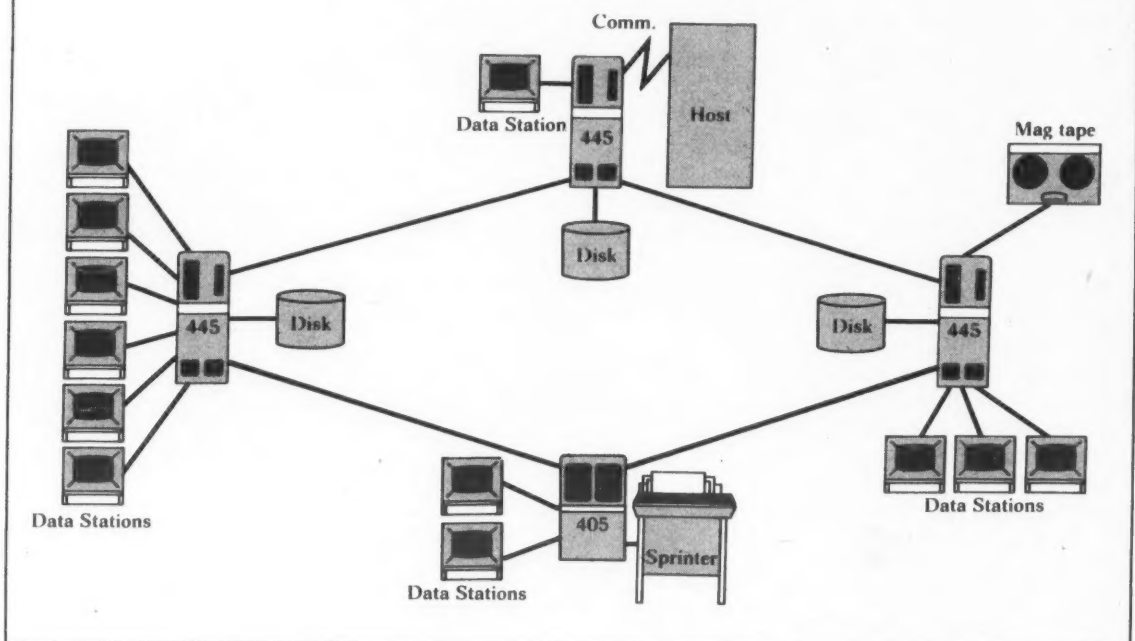 Comm.
Data Station
445
Host
Mag tape
Disk
445
Disk
Disk
445
405
Sprinter
Data Stations
Data Stations
Data Stations